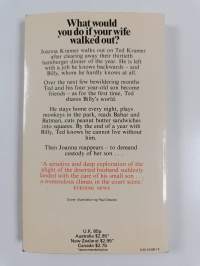 What would
you do if your wife
walked out?
Joanna Kramer walks out on Ted Kramer
after clearing away their thirtieth
hamburger dinner of the year. He is left
with a job he knows backwards – and
Billy, whom he hardly knows at all.
Over the next few bewildering months
Ted and his four year-old son become
friends – as for the first time, Ted
shares Billy's world.
He stays home every night, plays
monkeys in the park, reads Babar and
Batman, cuts peanut butter sandwiches
into squares. By the end of a year with
Billy, Ted knows he cannot live without
him.
Then Joanna reappears – to demand
custody of her son . . .
'A sensitive and deep exploration of the
plight of the deserted husband suddenly
landed with the care of his small son . . .
a tremendous climax in the court scene.'
EVENING NEWS
Cover
U.K. 80p
Australia $2.95*
New Zealand $2.95*
Canada $2.75